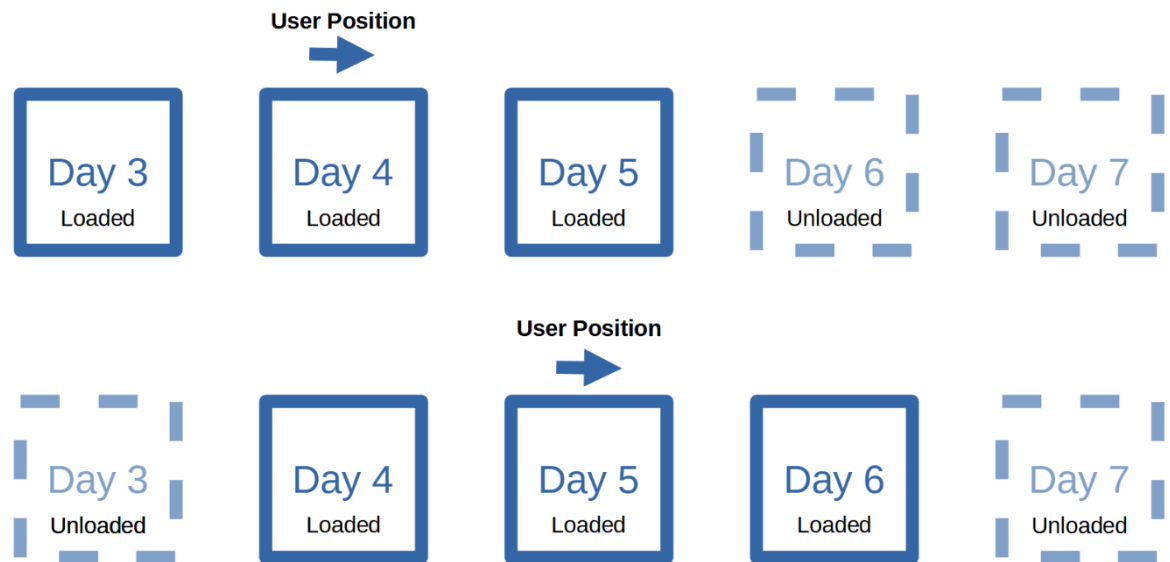 User Position
Day 3 Day 4 Day 5 Day 6 Day 7
Loaded Loaded Loaded Unloaded Unloaded
User Position
Day 3 Day 4 Day 5 Day 6 Day 7
Unloaded Loaded Loaded Loaded Unloaded